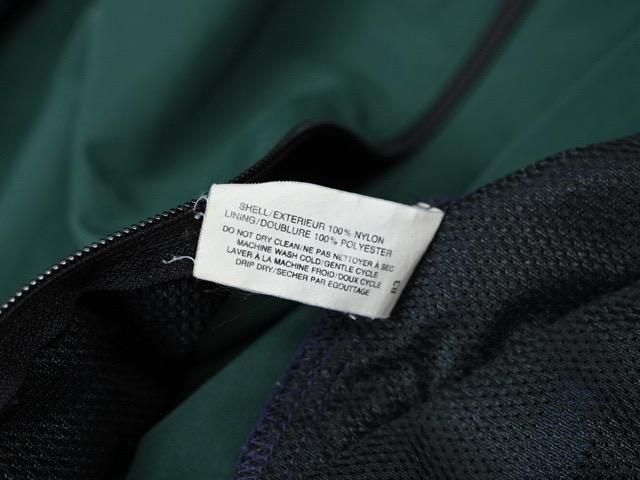 SHELL/EXTERIEUR 100% NYLON
LINING/DOUBLURE 100% POLYESTER
DO NOT DRY CLEAN/NE PAS NETTOYER À SEC
MACHINE WASH COLD/GENTLE CYCLE
LAVER À LA MACHINE FROID/DOUX CYCLE
DRIP DRY/SECHER PAR EGOUTTAGE
83